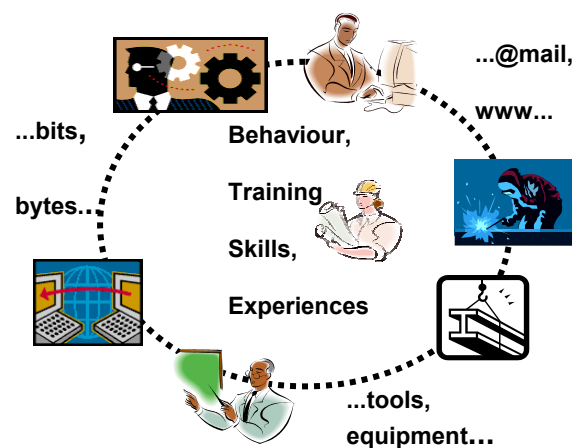 ...@mail,
www...
...bits,
bytes...
Behaviour,
Training
Skills,
Experiences
...tools,
equipment...